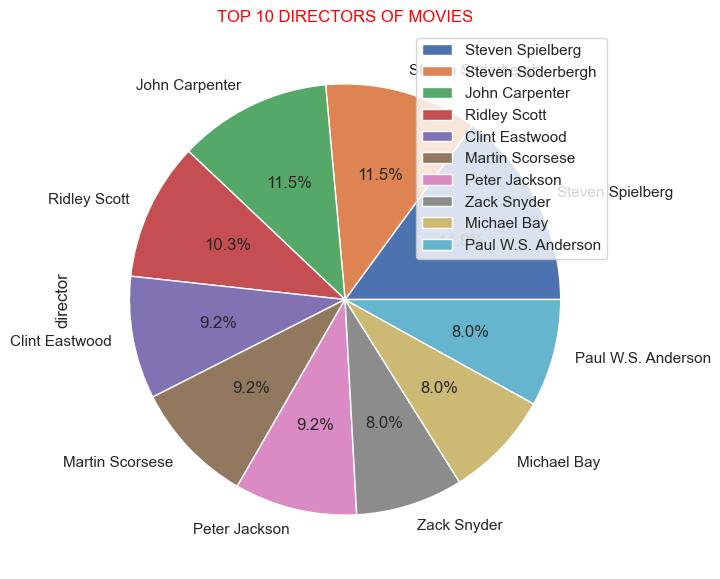 TOP 10 DIRECTORS OF MOVIES
Steven Spielberg
Steven Soderbergh
John Carpenter
Ridley Scott
Clint Eastwood
Martin Scorsese
Peter Jackson
Zack Snyder
Michael Bay
Paul W.S. Anderson
John Carpenter
Steven Spielberg
Ridley Scott
Clint Eastwood
Martin Scorsese
Peter Jackson
Zack Snyder
Michael Bay
Paul W.S. Anderson
director
11.5%
11.5%
10.3%
9.2%
9.2%
9.2%
8.0%
8.0%
8.0%